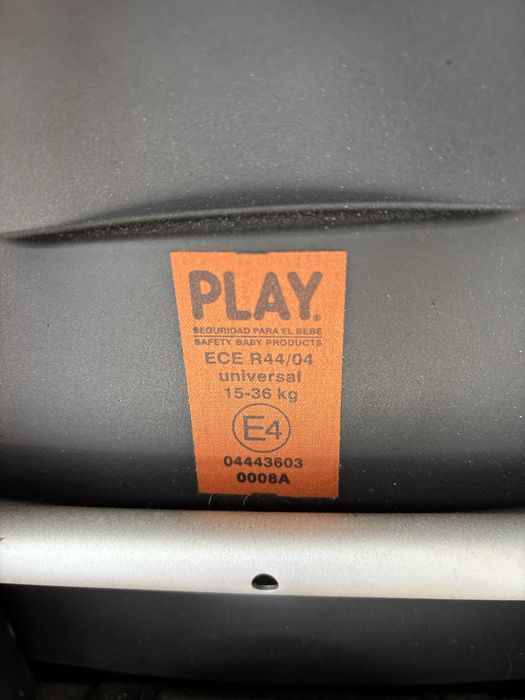 PLAY.
SEGURIDAD PARA EL BEBE
SAFETY BABY PRODUCTS
ECE R44/04
universal
15-36 kg
E4
04443603
0008A